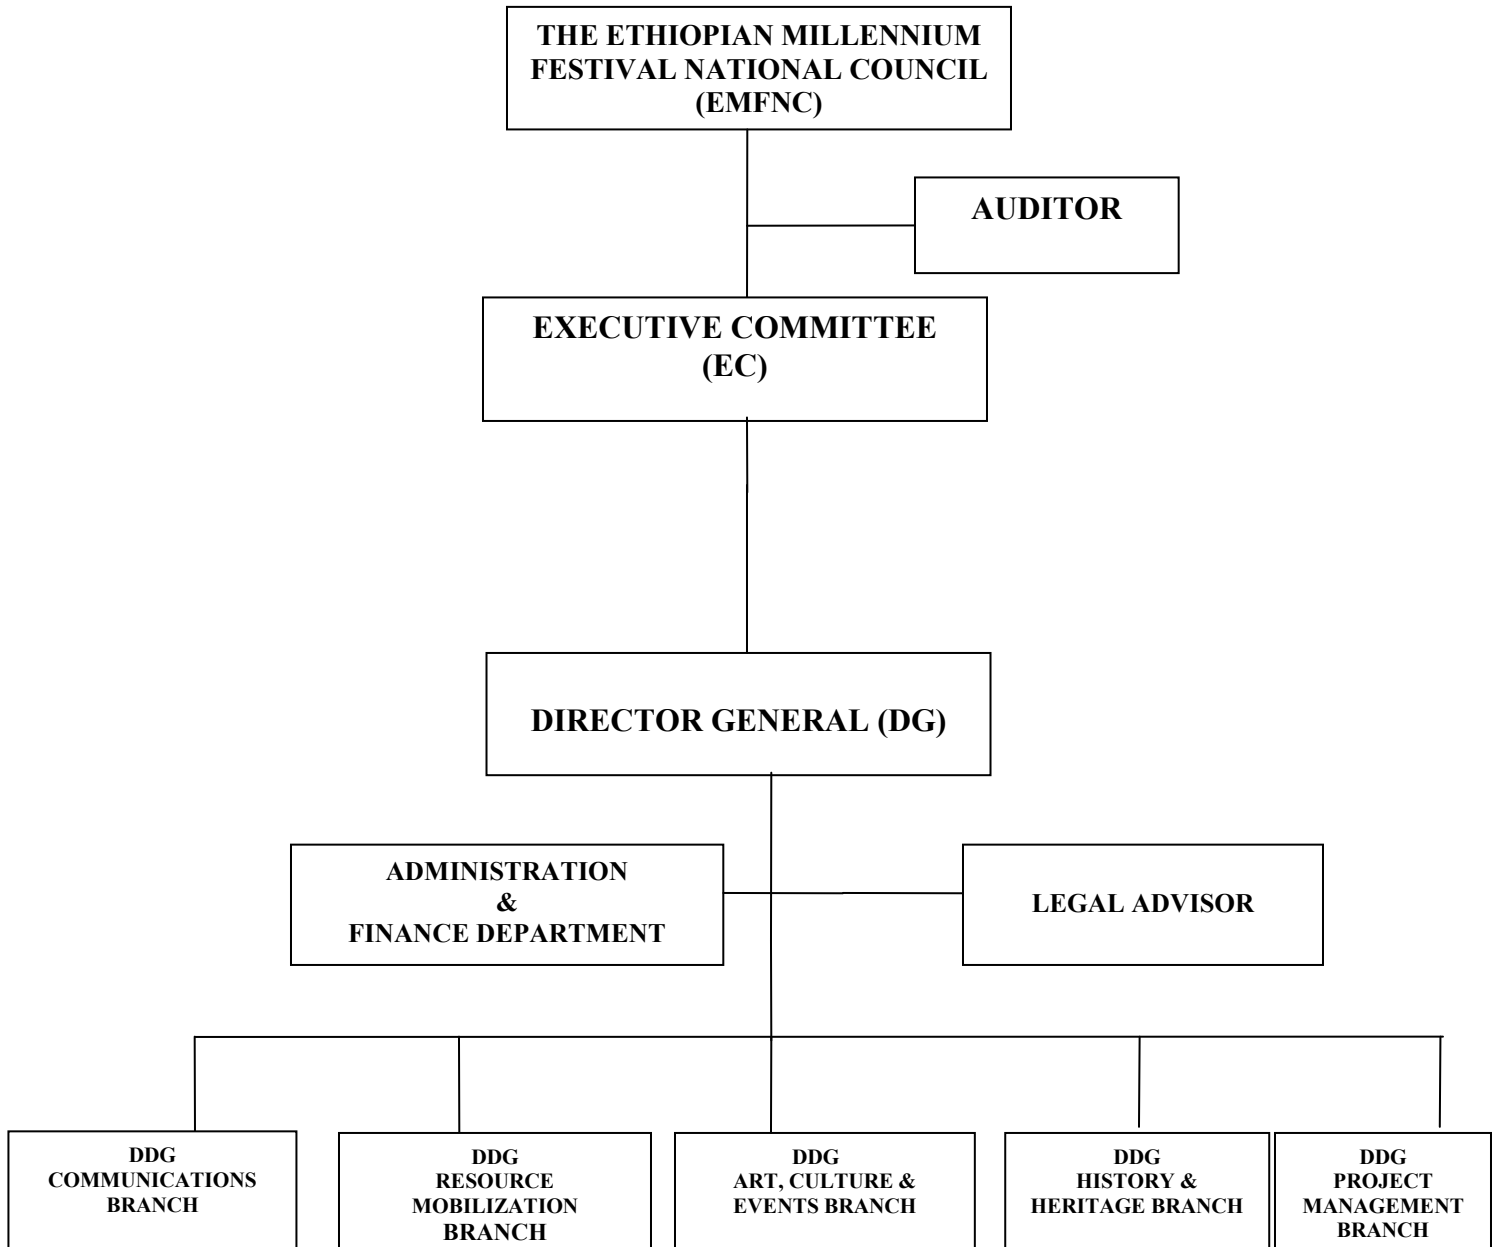 THE ETHIOPIAN MILLENNIUM
FESTIVAL NATIONAL COUNCIL
(EMFNC)
AUDITOR
EXECUTIVE COMMITTEE
(EC)
DIRECTOR GENERAL (DG)
ADMINISTRATION
&
FINANCE DEPARTMENT
LEGAL ADVISOR
DDG
COMMUNICATIONS
BRANCH
DDG
RESOURCE
MOBILIZATION
BRANCH
DDG
ART, CULTURE &
EVENTS BRANCH
DDG
HISTORY &
HERITAGE BRANCH
DDG
PROJECT
MANAGEMENT
BRANCH